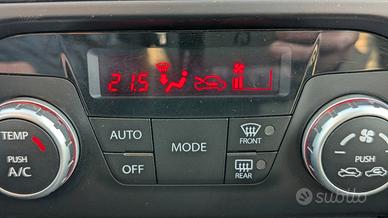 21.5
TEMP
PUSH
A/C
AUTO
OFF
MODE
FRONT
REAR
PUSH
subito